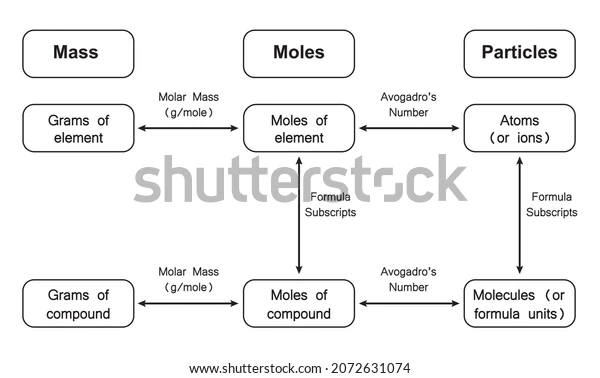 Mass
Moles
Particles
Molar Mass
(g/mole)
Avogadro's
Number
Grams of
element
Moles of
element
Atoms
(or ions)
shutterstock
Formula
Subscripts
Formula
Subscripts
Molar Mass
(g/mole)
Avogadro's
Number
Grams of
compound
Moles of
compound
Molecules (or
formula units)
www.shutterstock.com · 2072631074